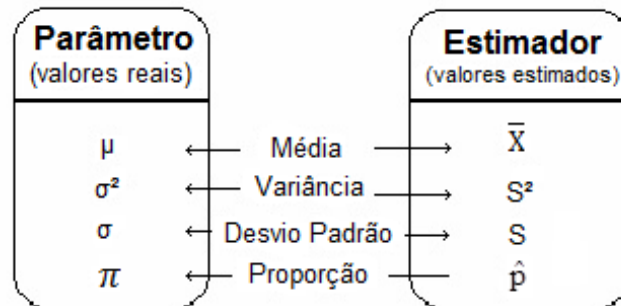 Parâmetro
(valores reais)
Estimador
(valores estimados)
μ Média X̅
σ² Variância S²
σ Desvio Padrão S
π Proporção p̂